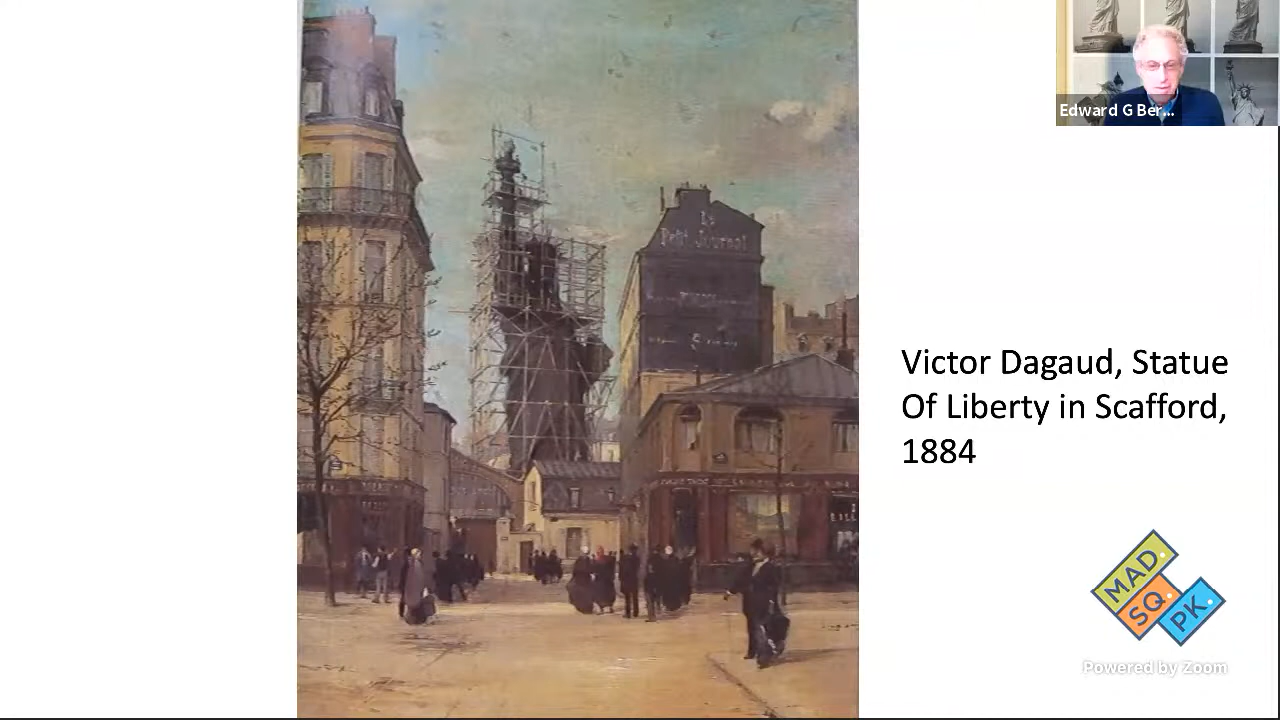 Edward G Ber...
Le
Petit Journal
Victor Dagaud, Statue
Of Liberty in Scafford,
1884
MAD.
SQ.
PK.
Powered by Zoom